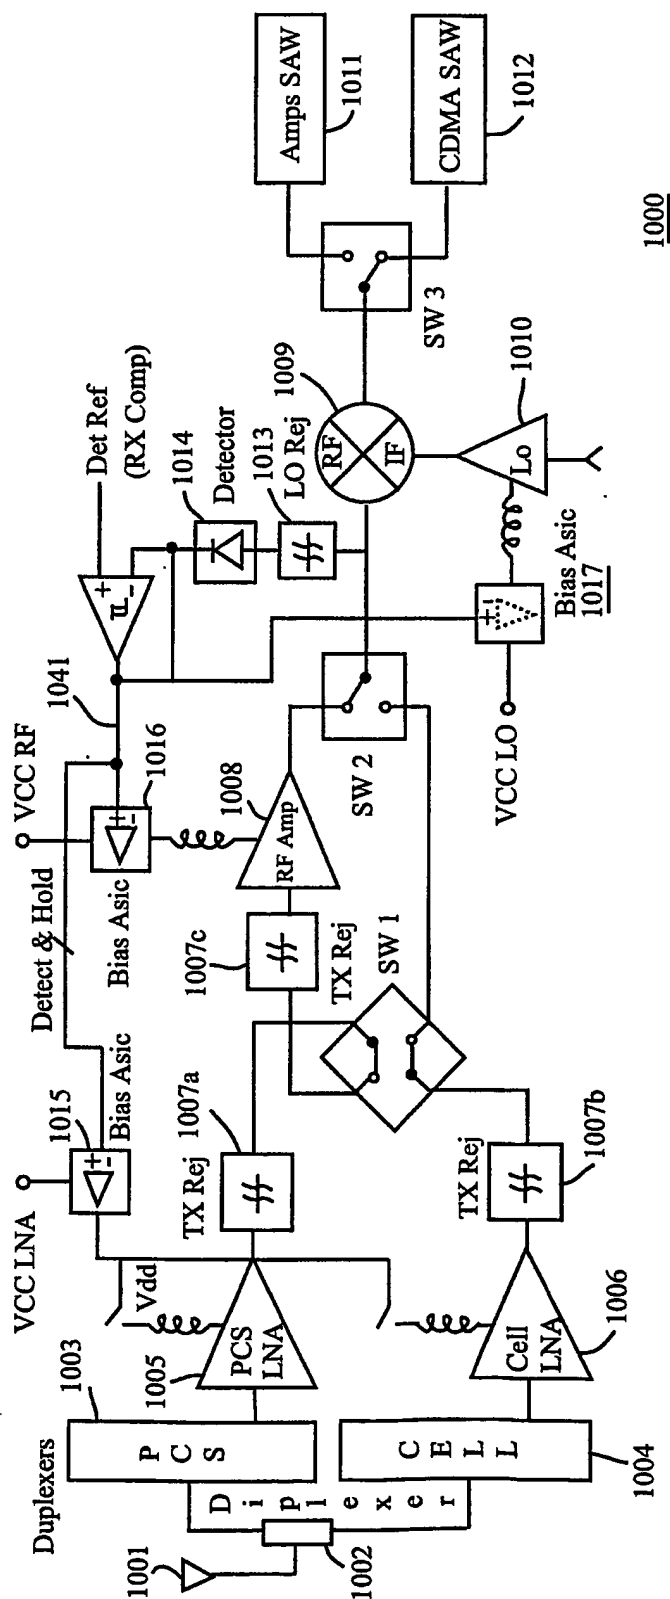 Duplexers
1001
1002
Diplexer
1003
PCS
CELL
1004
VCC LNA
Vdd
1005
PCS
LNA
Cell
LNA
1006
1015
+
-
Bias Asic
TX Rej
1007a
TX Rej
1007b
Detect & Hold
VCC RF
1041
+
-
1016
Bias Asic
1007c
TX Rej
SW 1
1008
RF Amp
SW 2
Det Ref
(RX Comp)
+
-
1014
Detector
1013
LO Rej
1009
RF
IF
VCC LO
+
-
Bias Asic
1017
Lo
1010
SW 3
Amps SAW
1011
CDMA SAW
1012
1000